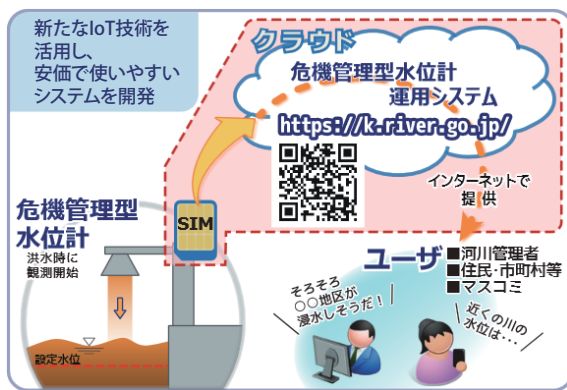 新たなIoT技術を
活用し、
安価で使いやすい
システムを開発
クラウド
危機管理型水位計
運用システム
https://k.river.go.jp/
インターネットで
提供
SIM
危機管理型
水位計
洪水時に
観測開始
設定水位
ユーザ
■河川管理者
■住民・市町村等
■マスコミ
そろそろ
○○地区が
浸水しそうだ！
近くの川の
水位は・・・